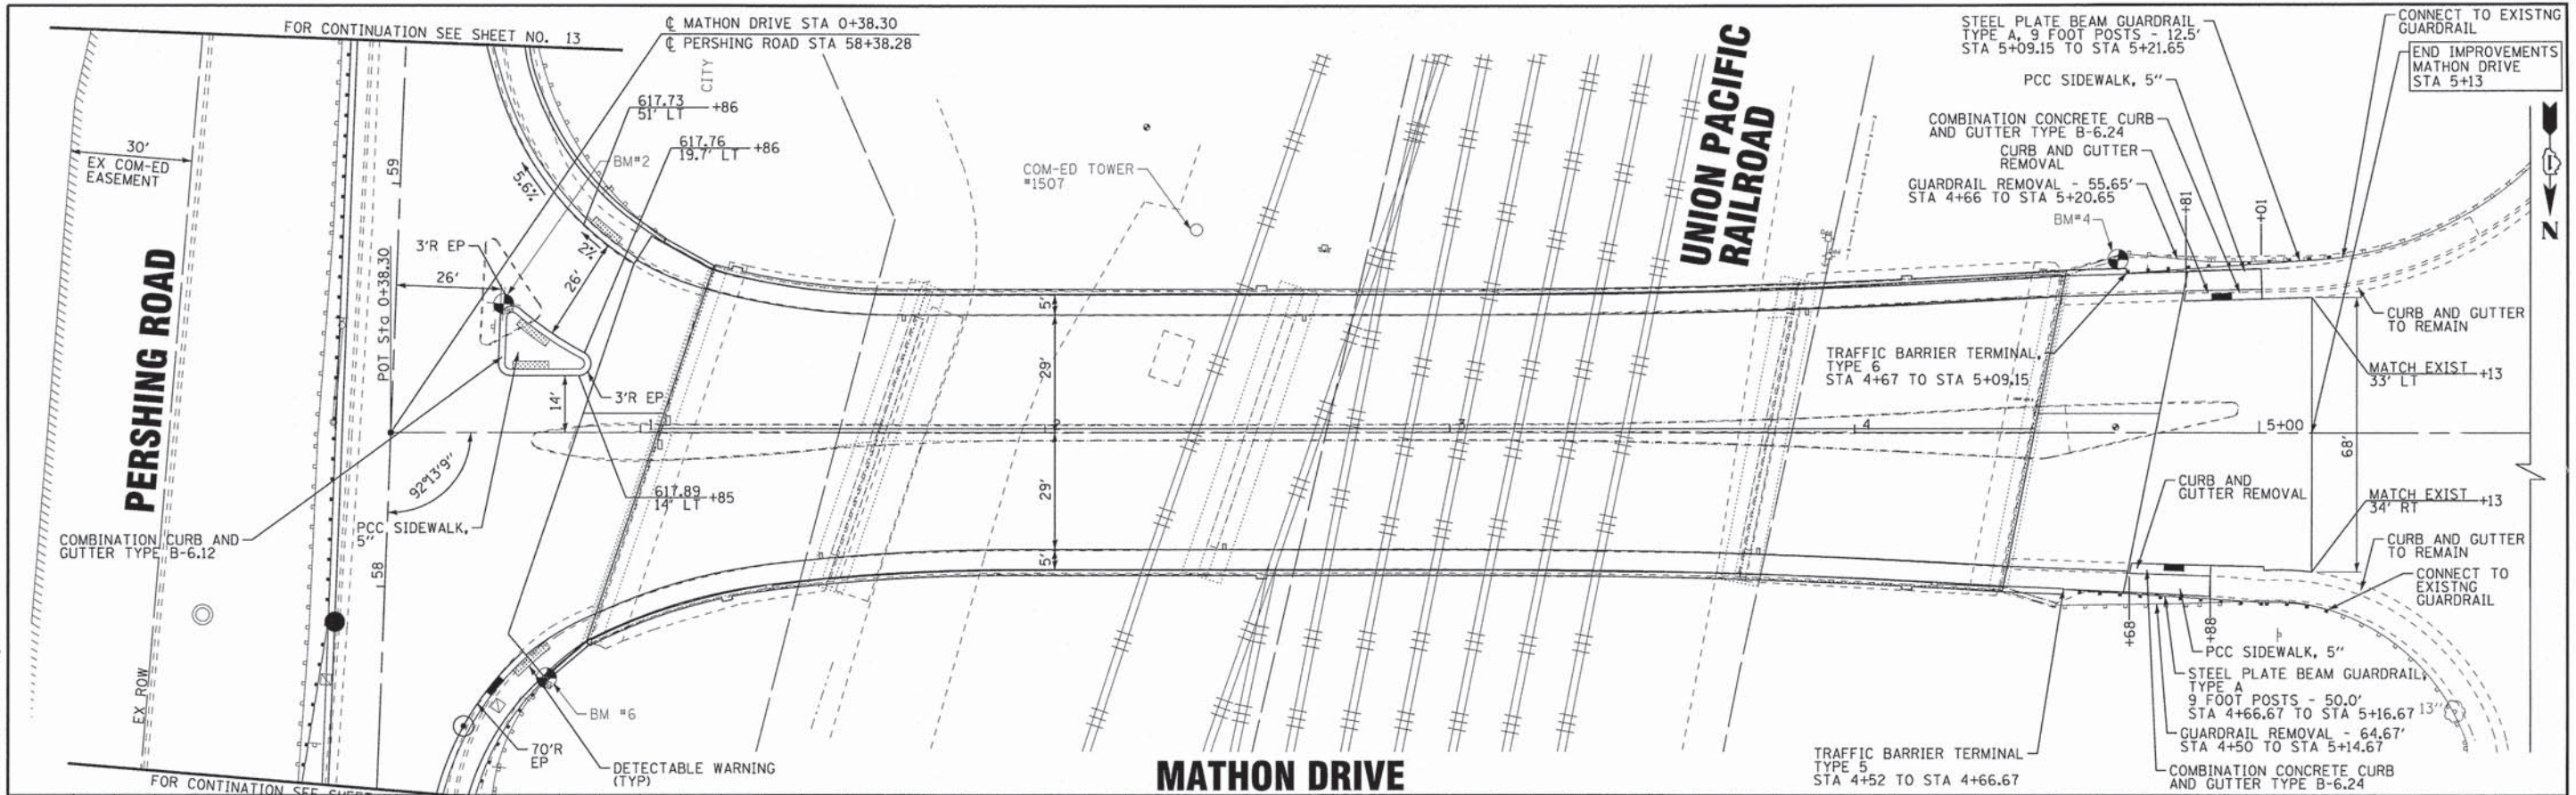 FOR CONTINUATION SEE SHEET NO. 13
℄ MATHON DRIVE STA 0+38.30
℄ PERSHING ROAD STA 58+38.28
CITY
UNION PACIFIC
RAILROAD
STEEL PLATE BEAM GUARDRAIL
TYPE A, 9 FOOT POSTS - 12.5'
STA 5+09.15 TO STA 5+21.65
CONNECT TO EXISTNG
GUARDRAIL
END IMPROVEMENTS
MATHON DRIVE
STA 5+13
PCC SIDEWALK, 5"
COMBINATION CONCRETE CURB
AND GUTTER TYPE B-6.24
CURB AND GUTTER
REMOVAL
GUARDRAIL REMOVAL - 55.65'
STA 4+66 TO STA 5+20.65
BM#4
+81
+01
N
30'
EX COM-ED
EASEMENT
59
617.73 +86
51' LT
617.76 +86
19.7' LT
BM#2
5.6%
2%
26'
COM-ED TOWER
#1507
3'R EP
26'
PERSHING ROAD
POT Sta 0+38.30
5'
29'
14'
3'R EP
TRAFFIC BARRIER TERMINAL,
TYPE 6
STA 4+67 TO STA 5+09.15
CURB AND GUTTER
TO REMAIN
MATCH EXIST +13
33' LT
1
2
3
4
5+00
68'
92°13'9"
617.89 +85
14' LT
29'
PCC SIDEWALK,
5"
COMBINATION CURB AND
GUTTER TYPE B-6.12
58
5'
CURB AND
GUTTER REMOVAL
MATCH EXIST +13
34' RT
CURB AND GUTTER
TO REMAIN
CONNECT TO
EXISTNG
GUARDRAIL
+68
+88
PCC SIDEWALK, 5"
STEEL PLATE BEAM GUARDRAIL,
TYPE A
9 FOOT POSTS - 50.0'
STA 4+66.67 TO STA 5+16.67
13"
GUARDRAIL REMOVAL - 64.67'
STA 4+50 TO STA 5+14.67
COMBINATION CONCRETE CURB
AND GUTTER TYPE B-6.24
EX ROW
BM #6
70'R
EP
DETECTABLE WARNING
(TYP)
MATHON DRIVE
TRAFFIC BARRIER TERMINAL
TYPE 5
STA 4+52 TO STA 4+66.67
FOR CONTINATION SEE SHEET